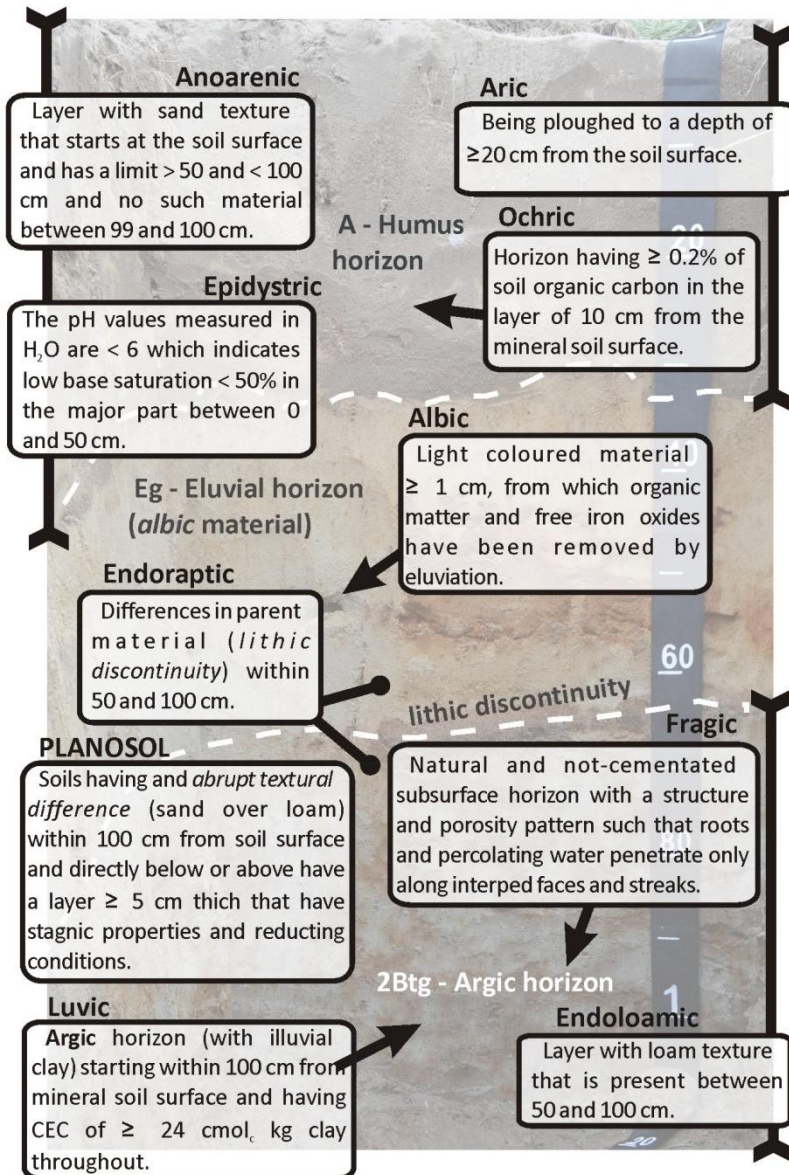 Anoarenic
Layer with sand texture
that starts at the soil surface
and has a limit > 50 and < 100
cm and no such material
between 99 and 100 cm.
Aric
Being ploughed to a depth of
≥20 cm from the soil surface.
A - Humus
horizon
20
Ochric
Horizon having ≥ 0.2% of
soil organic carbon in the
layer of 10 cm from the
mineral soil surface.
Epidystric
The pH values measured in
H₂O are < 6 which indicates
low base saturation < 50% in
the major part between 0
and 50 cm.
Albic
Light coloured material
≥ 1 cm, from which organic
matter and free iron oxides
have been removed by
eluviation.
40
Eg - Eluvial horizon
(albic material)
Endoraptic
Differences in parent
material (lithic
discontinuity) within
50 and 100 cm.
60
lithic discontinuity
PLANOSOL
Soils having and abrupt textural
difference (sand over loam)
within 100 cm from soil surface
and directly below or above have
a layer ≥ 5 cm thich that have
stagnic properties and reducting
conditions.
Fragic
Natural and not-cementated
subsurface horizon with a structure
and porosity pattern such that roots
and percolating water penetrate only
along interped faces and streaks.
80
2Btg - Argic horizon
1
Luvic
Argic horizon (with illuvial
clay) starting within 100 cm from
mineral soil surface and having
CEC of ≥ 24 cmolc kg clay
throughout.
Endoloamic
Layer with loam texture
that is present between
50 and 100 cm.
20